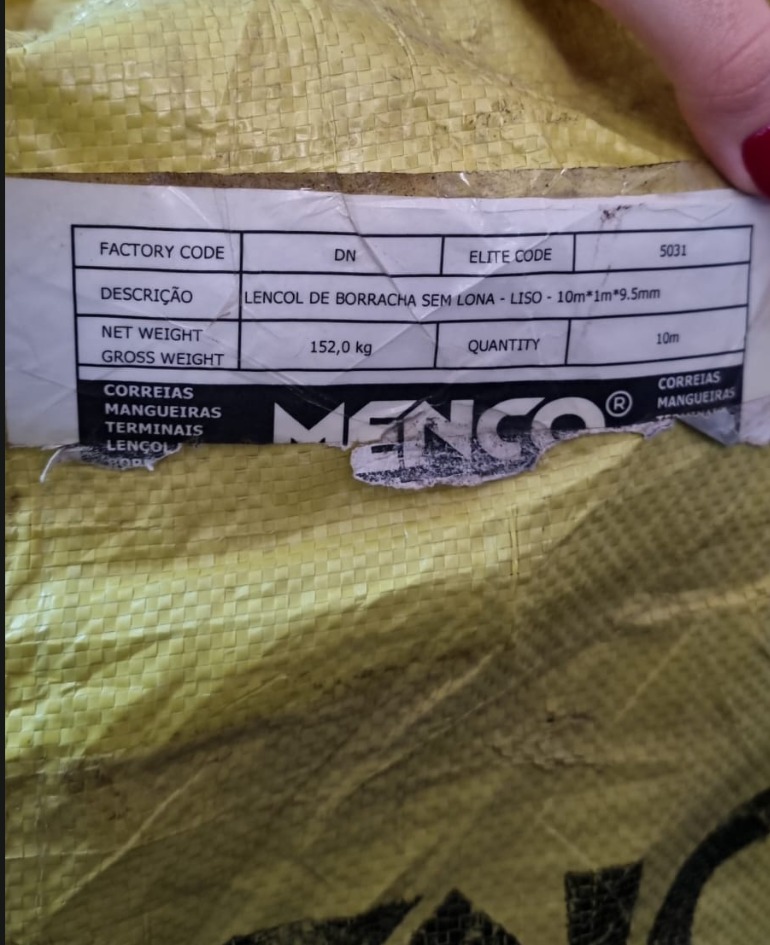 FACTORY CODE DN ELITE CODE 5031
DESCRIÇÃO LENCOL DE BORRACHA SEM LONA - LISO - 10m*1m*9.5mm
NET WEIGHT
GROSS WEIGHT 152,0 kg QUANTITY 10m
CORREIAS
MANGUEIRAS
TERMINAIS
LENÇOL
MENCO®
CORREIAS
MANGUEIRAS